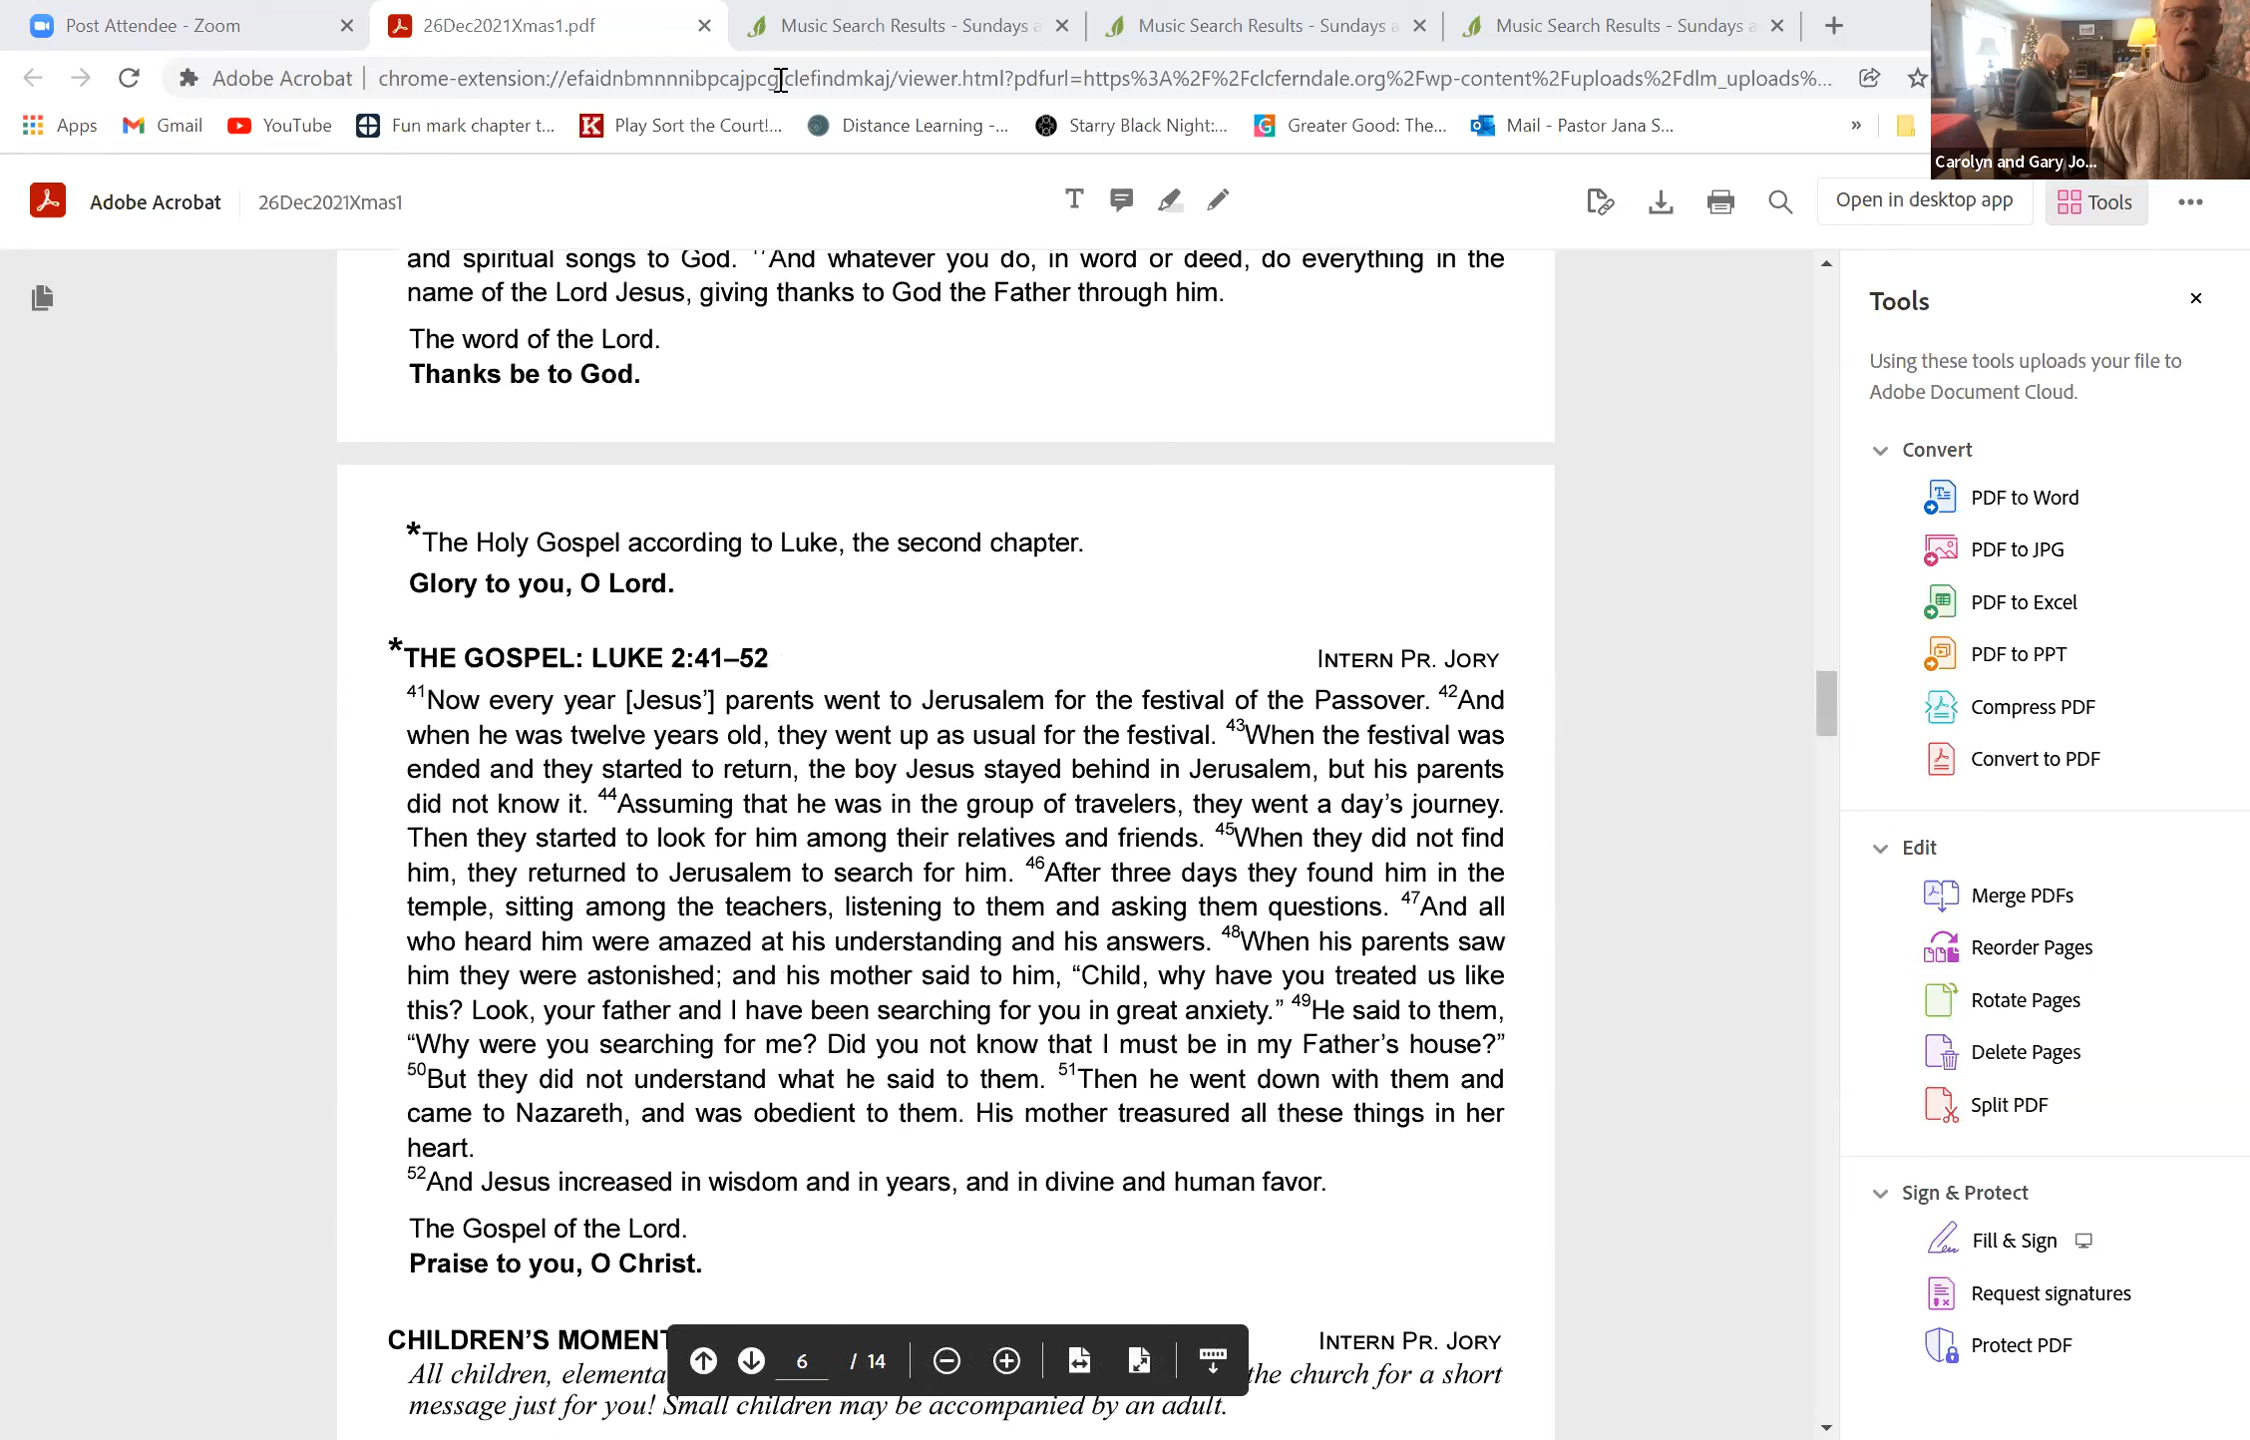 Post Attendee - Zoom
26Dec2021Xmas1.pdf
Music Search Results - Sundays a
Music Search Results - Sundays a
Music Search Results - Sundays a
Adobe Acrobat
chrome-extension://efaidnbmnnnibpcajpcglclefindmkaj/viewer.html?pdfurl=https%3A%2F%2Fclcferndale.org%2Fwp-content%2Fuploads%2Fdlm_uploads%...
Apps
Gmail
YouTube
Fun mark chapter t...
Play Sort the Court!...
Distance Learning -...
Starry Black Night:...
Greater Good: The...
Mail - Pastor Jana S...
»
Carolyn and Gary Jo...
Adobe Acrobat
26Dec2021Xmas1
Open in desktop app
Tools
and spiritual songs to God. 17And whatever you do, in word or deed, do everything in the
name of the Lord Jesus, giving thanks to God the Father through him.
The word of the Lord.
Thanks be to God.
*The Holy Gospel according to Luke, the second chapter.
Glory to you, O Lord.
*THE GOSPEL: LUKE 2:41–52 INTERN PR. JORY
41Now every year [Jesus’] parents went to Jerusalem for the festival of the Passover. 42And
when he was twelve years old, they went up as usual for the festival. 43When the festival was
ended and they started to return, the boy Jesus stayed behind in Jerusalem, but his parents
did not know it. 44Assuming that he was in the group of travelers, they went a day’s journey.
Then they started to look for him among their relatives and friends. 45When they did not find
him, they returned to Jerusalem to search for him. 46After three days they found him in the
temple, sitting among the teachers, listening to them and asking them questions. 47And all
who heard him were amazed at his understanding and his answers. 48When his parents saw
him they were astonished; and his mother said to him, “Child, why have you treated us like
this? Look, your father and I have been searching for you in great anxiety.” 49He said to them,
“Why were you searching for me? Did you not know that I must be in my Father’s house?”
50But they did not understand what he said to them. 51Then he went down with them and
came to Nazareth, and was obedient to them. His mother treasured all these things in her
heart.
52And Jesus increased in wisdom and in years, and in divine and human favor.
The Gospel of the Lord.
Praise to you, O Christ.
CHILDREN’S MOMENT INTERN PR. JORY
All children, elementa the church for a short
message just for you! Small children may be accompanied by an adult.
6 / 14
Tools
Using these tools uploads your file to
Adobe Document Cloud.
Convert
PDF to Word
PDF to JPG
PDF to Excel
PDF to PPT
Compress PDF
Convert to PDF
Edit
Merge PDFs
Reorder Pages
Rotate Pages
Delete Pages
Split PDF
Sign & Protect
Fill & Sign
Request signatures
Protect PDF